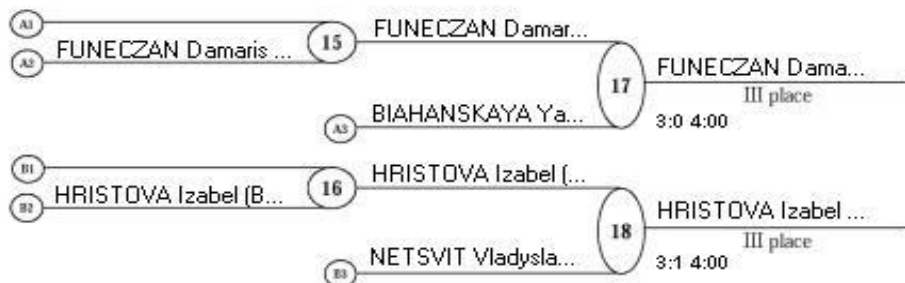 A1
FUNECZAN Damaris ...
A2
15
FUNECZAN Damar...
BIAHANSKAYA Ya...
A3
17
FUNECZAN Dama...
III place
3:0 4:00
B1
HRISTOVA Izabel (B...
B2
16
HRISTOVA Izabel (...
NETSVIT Vladysla...
B3
18
HRISTOVA Izabel ...
III place
3:1 4:00